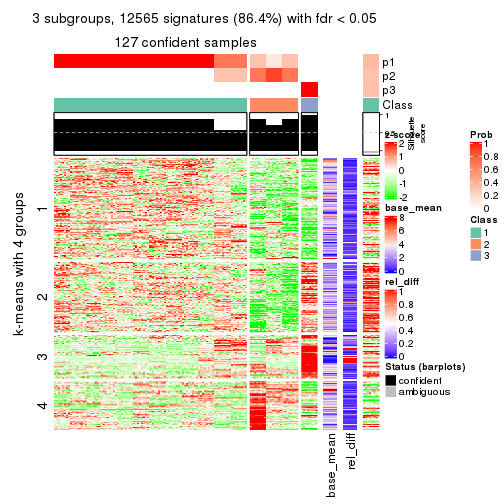 3 subgroups, 12565 signatures (86.4%) with fdr < 0.05
127 confident samples
p1
p2
p3
Class
1
Silhouette
score
z_score
2
1
0
-1
-2
base_mean
8
6
4
2
0
rel_diff
1
0.8
0.6
0.4
0.2
0
Status (barplots)
confident
ambiguous
Prob
1
0.8
0.6
0.4
0.2
0
Class
1
2
3
k-means with 4 groups
1
2
3
4
base_mean
rel_diff